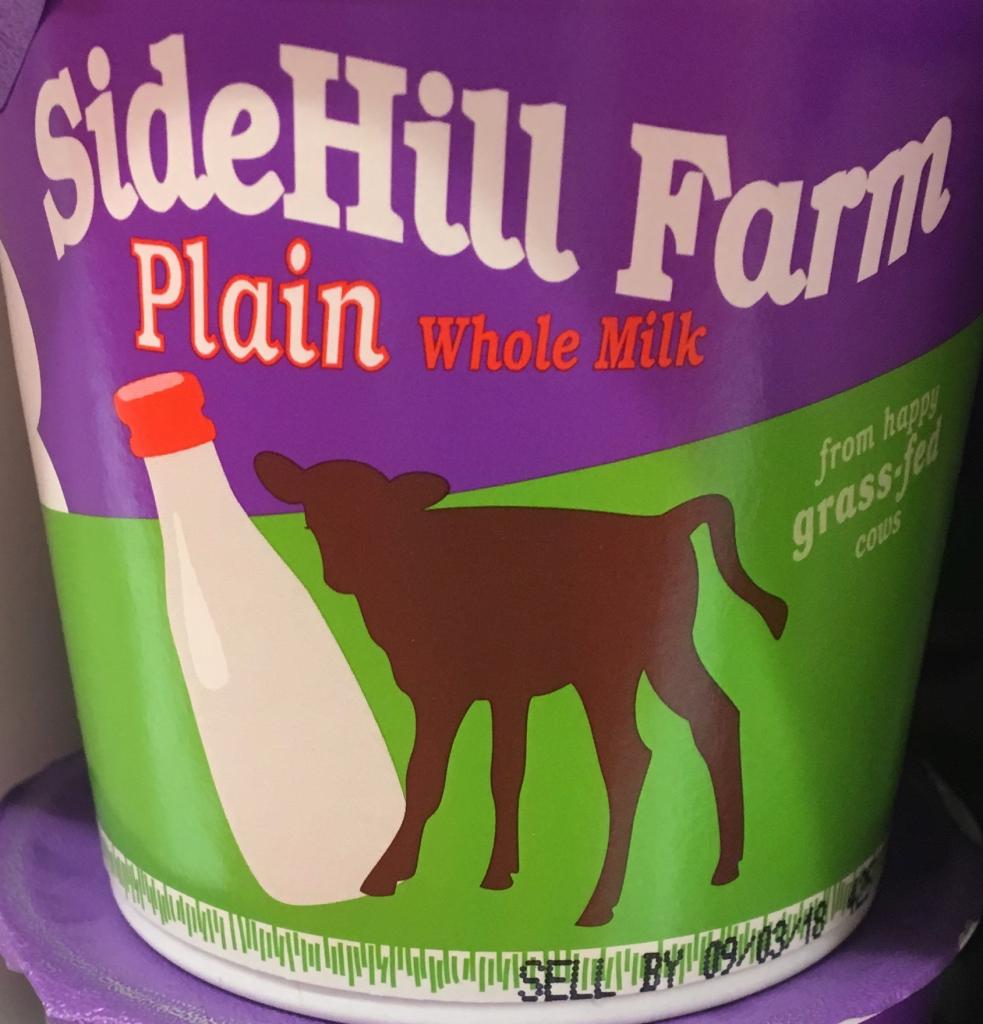 SideHill Farm
Plain Whole Milk
from happy
grass-fed
cows
SELL BY 09/03/18